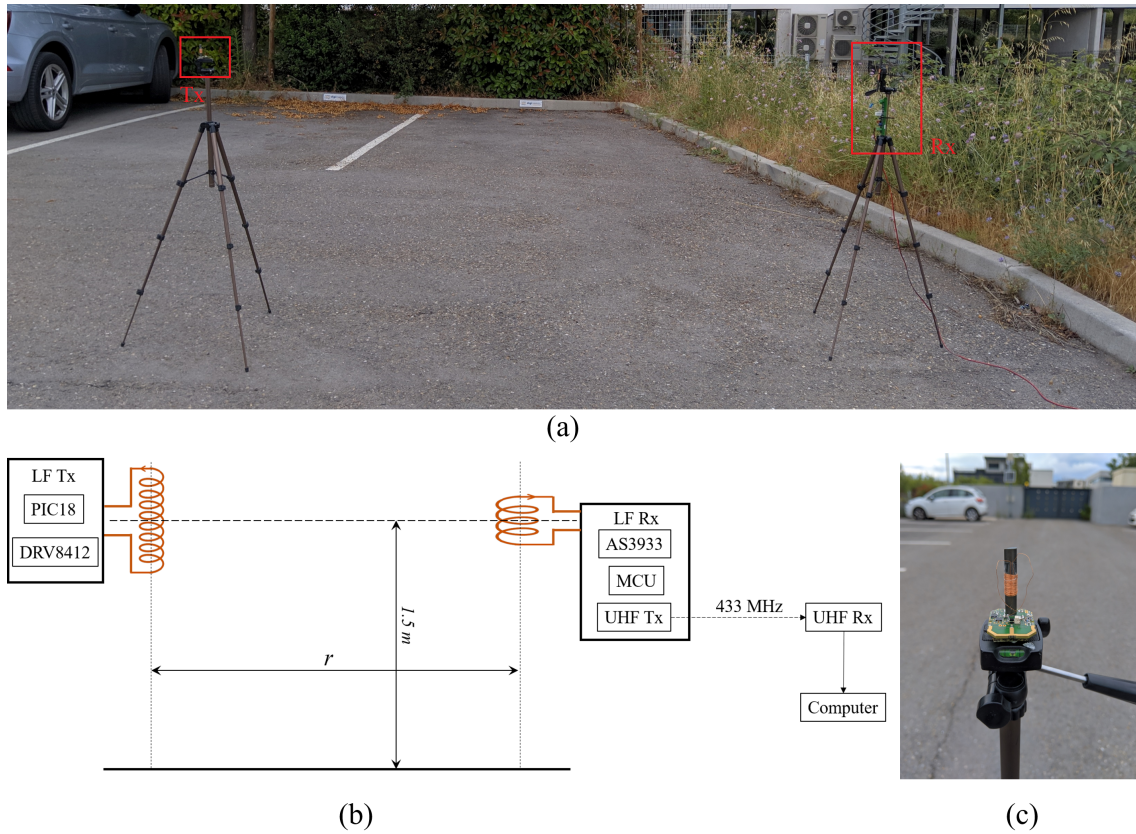 Tx
Rx
(a)
LF Tx
PIC18
DRV8412
LF Rx
AS3933
MCU
UHF Tx
433 MHz
UHF Rx
Computer
1.5 m
r
(b)
(c)